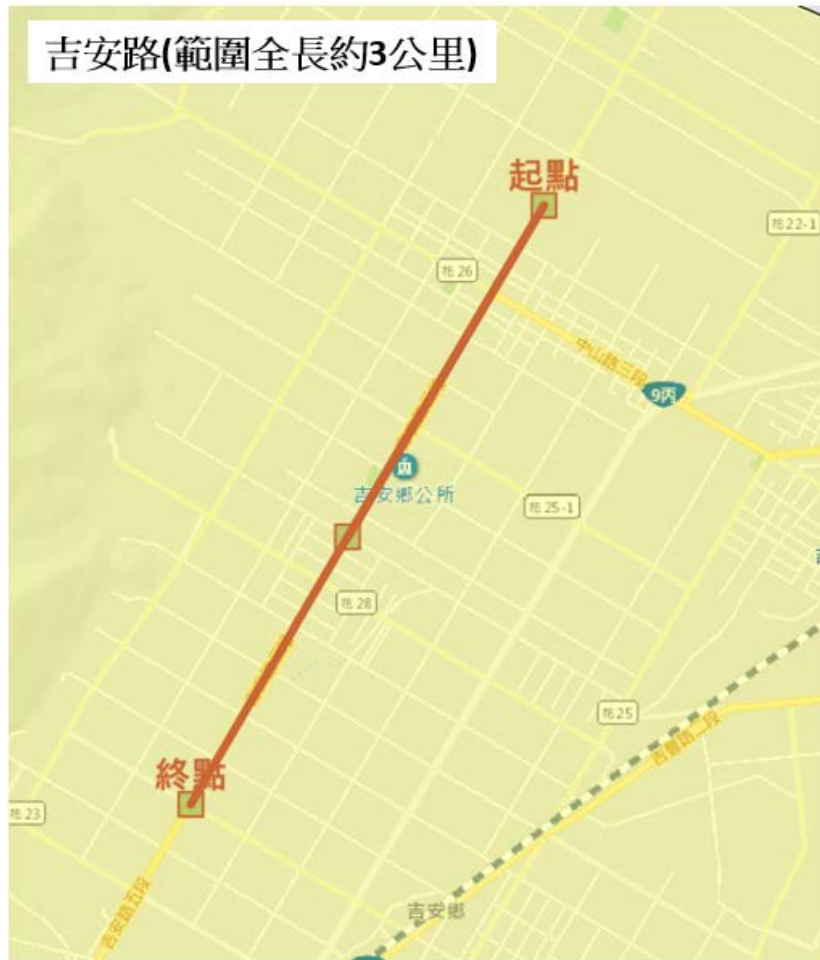 吉安路(範圍全長約3公里)
起點
花22-1
花26
中山路三段
9丙
吉安鄉公所
花25-1
花28
花25
吉豐路二段
終點
花23
吉安路五段
吉安鄉